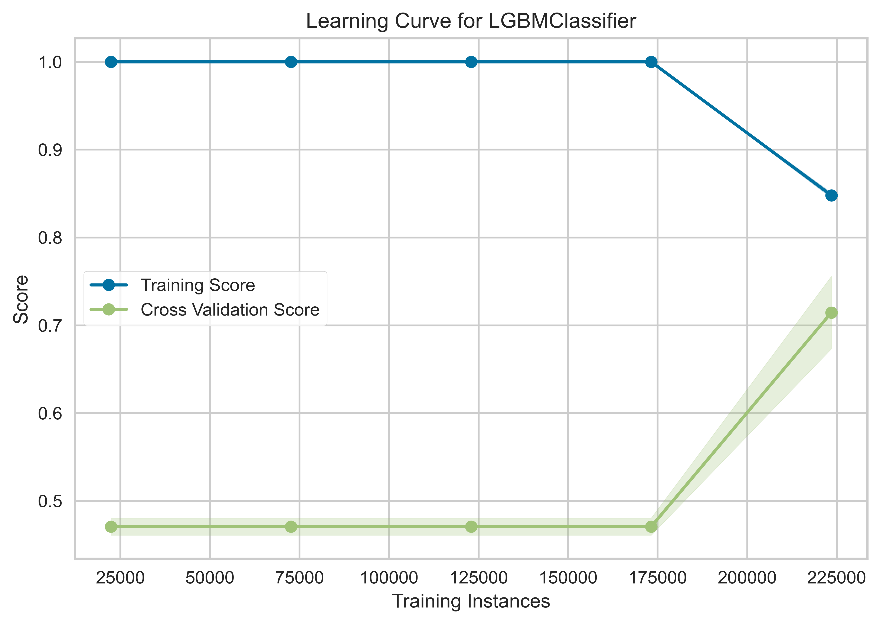 Learning Curve for LGBMClassifier
1.0
0.9
0.8
0.7
0.6
0.5
Score
Training Score
Cross Validation Score
25000 50000 75000 100000 125000 150000 175000 200000 225000
Training Instances